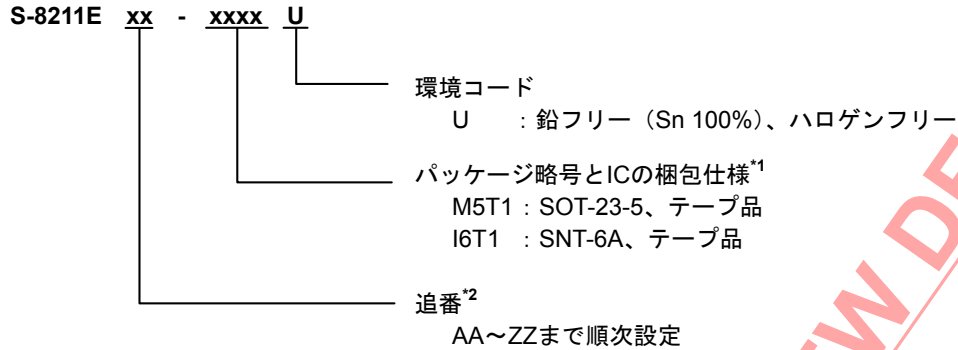 S-8211E xx - xxxx U
環境コード
U ：鉛フリー（Sn 100%）、ハロゲンフリー
パッケージ略号とICの梱包仕様*1
M5T1：SOT-23-5、テープ品
I6T1 ：SNT-6A、テープ品
追番*2
AA～ZZまで順次設定